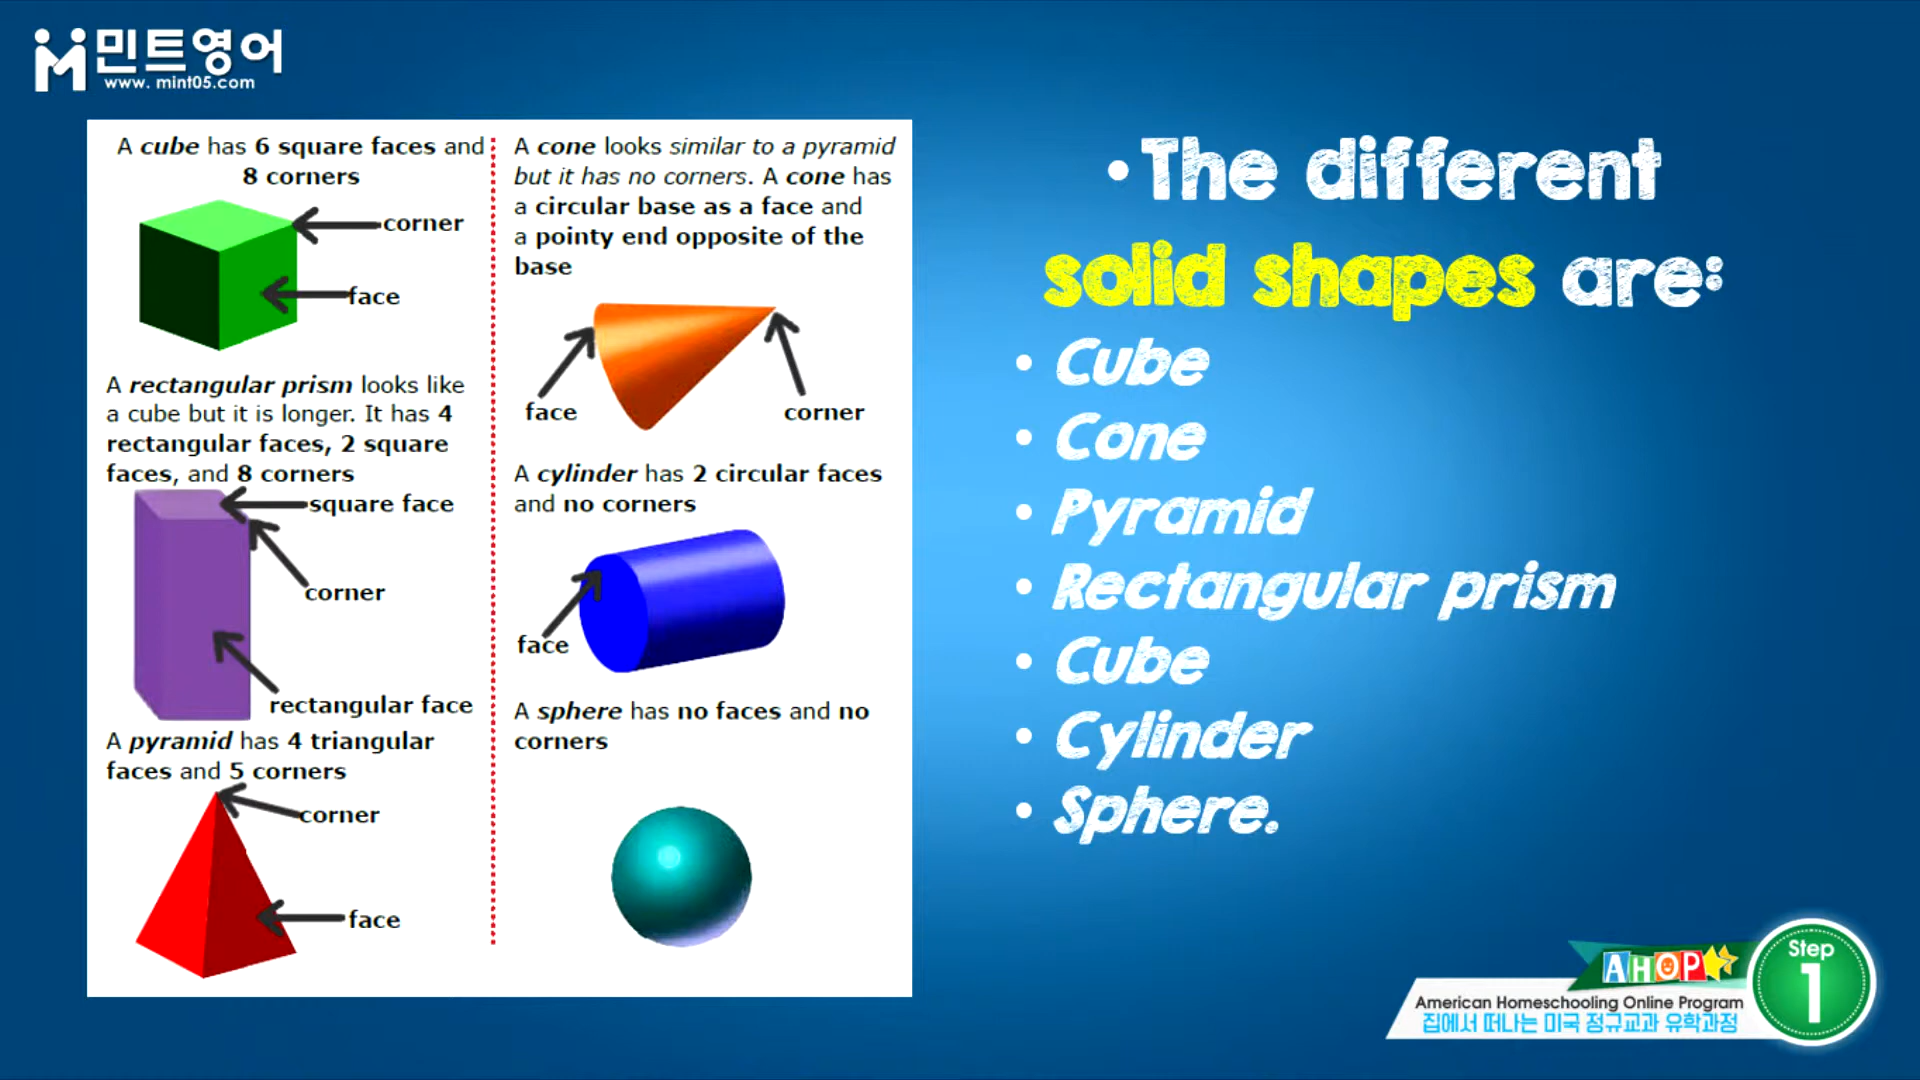 민트영어
www. mint05.com
A cube has 6 square faces and
8 corners
corner
face
A rectangular prism looks like
a cube but it is longer. It has 4
rectangular faces, 2 square
faces, and 8 corners
square face
corner
rectangular face
A pyramid has 4 triangular
faces and 5 corners
corner
face
A cone looks similar to a pyramid
but it has no corners. A cone has
a circular base as a face and
a pointy end opposite of the
base
face
corner
A cylinder has 2 circular faces
and no corners
face
A sphere has no faces and no
corners
•The different
solid shapes are:
• Cube
• Cone
• Pyramid
• Rectangular prism
• Cube
• Cylinder
• Sphere.
AHOP
American Homeschooling Online Program
집에서 떠나는 미국 정규교과 유학과정
Step
1